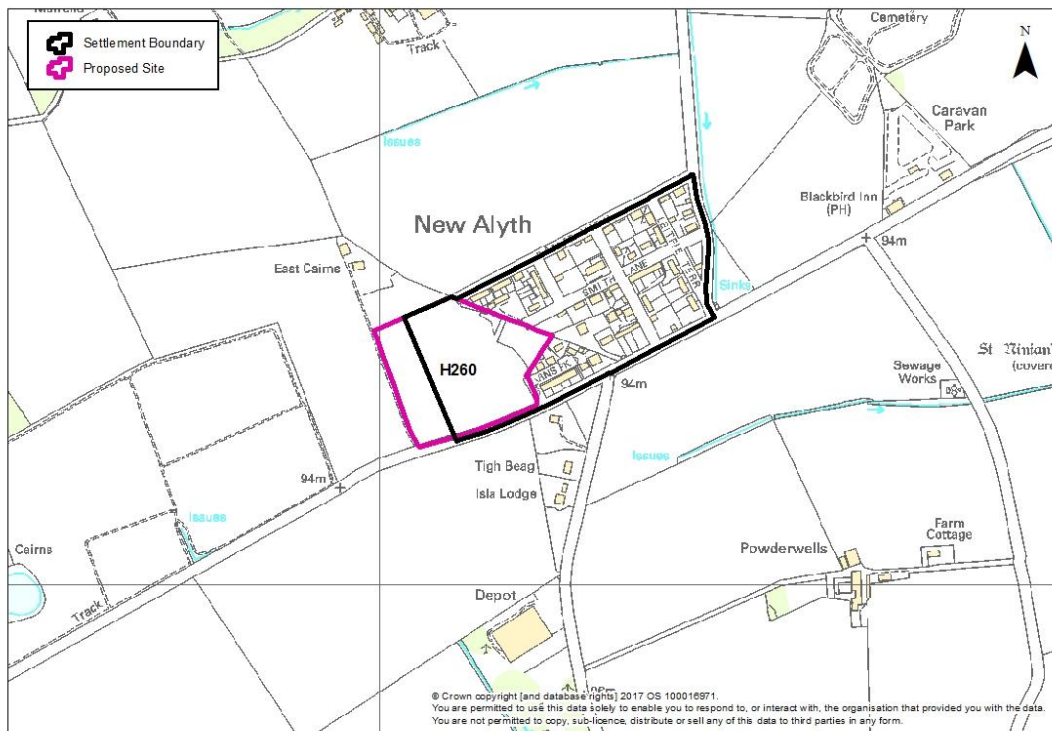 Settlement Boundary
Proposed Site
Track
Cemetery
N
Caravan
Park
Issues
Blackbird Inn
(PH)
New Alyth
94m
East Cairns
SMITH LANE
Sinks
H260
94m
Sewage
Works
St Ninian'
(cover
94m
Tigh Beag
Isla Lodge
Issues
Issues
Farm
Cottage
Powderwells
Cairns
Track
Depot
© Crown copyright [and database rights] 2017 OS 100016971.
You are permitted to use this data solely to enable you to respond to, or interact with, the organisation that provided you with the data.
You are not permitted to copy, sub-licence, distribute or sell any of this data to third parties in any form.